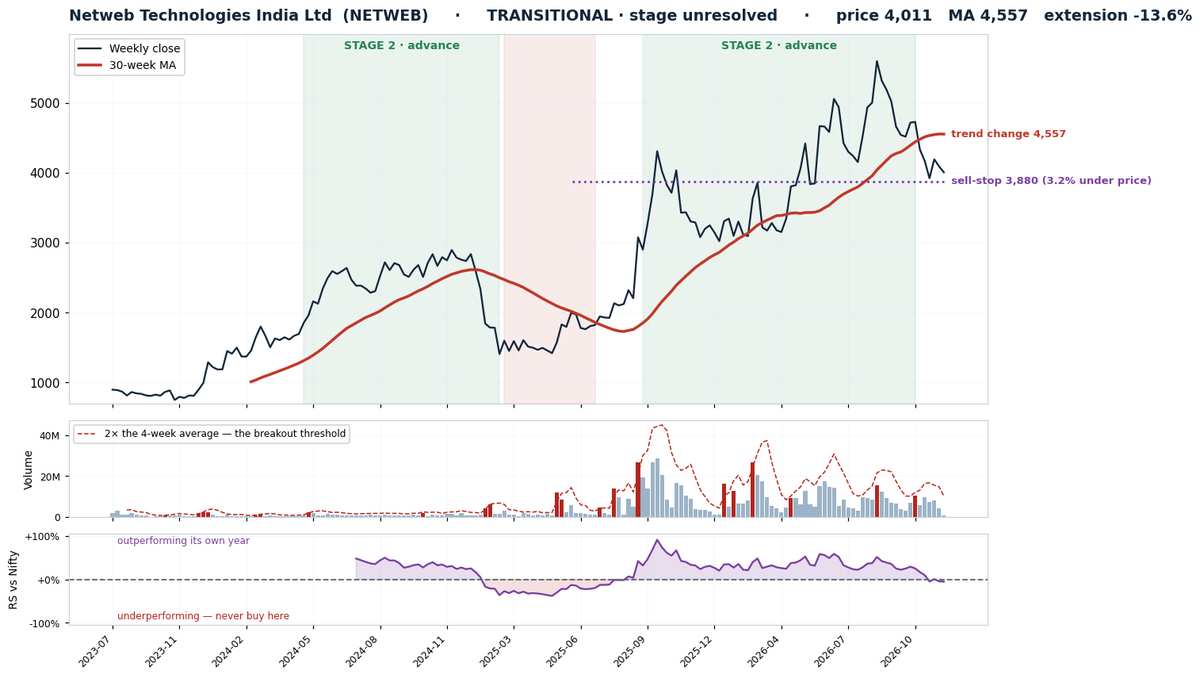 Netweb Technologies India Ltd (NETWEB) · TRANSITIONAL · stage unresolved · price 4,011 MA 4,557 extension -13.6%
Weekly close
30-week MA
STAGE 2 · advance
STAGE 2 · advance
5000
4000
3000
2000
1000
trend change 4,557
sell-stop 3,880 (3.2% under price)
Volume
40M
20M
0
2× the 4-week average — the breakout threshold
RS vs Nifty
+100%
+0%
-100%
outperforming its own year
underperforming — never buy here
2023-07
2023-11
2024-02
2024-05
2024-08
2024-11
2025-03
2025-06
2025-09
2025-12
2026-04
2026-07
2026-10